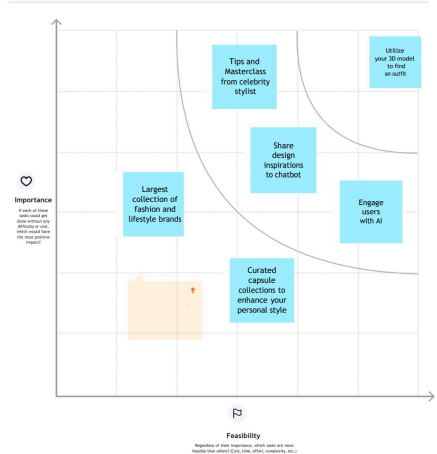 Utilize
your 3D model
to find
an outfit
Tips and
Masterclass
from celebrity
stylist
Share
design
inspirations
to chatbot
Largest
collection of
fashion and
lifestyle brands
Engage
users
with AI
Importance
If each of these
tasks could get
done without any
difficulty or cost,
which would have
the most positive
impact?
Curated
capsule
collections to
enhance your
personal style
Feasibility
Regardless of their importance, which tasks are more
feasible than others? (Cost, time, effort, complexity, etc.)